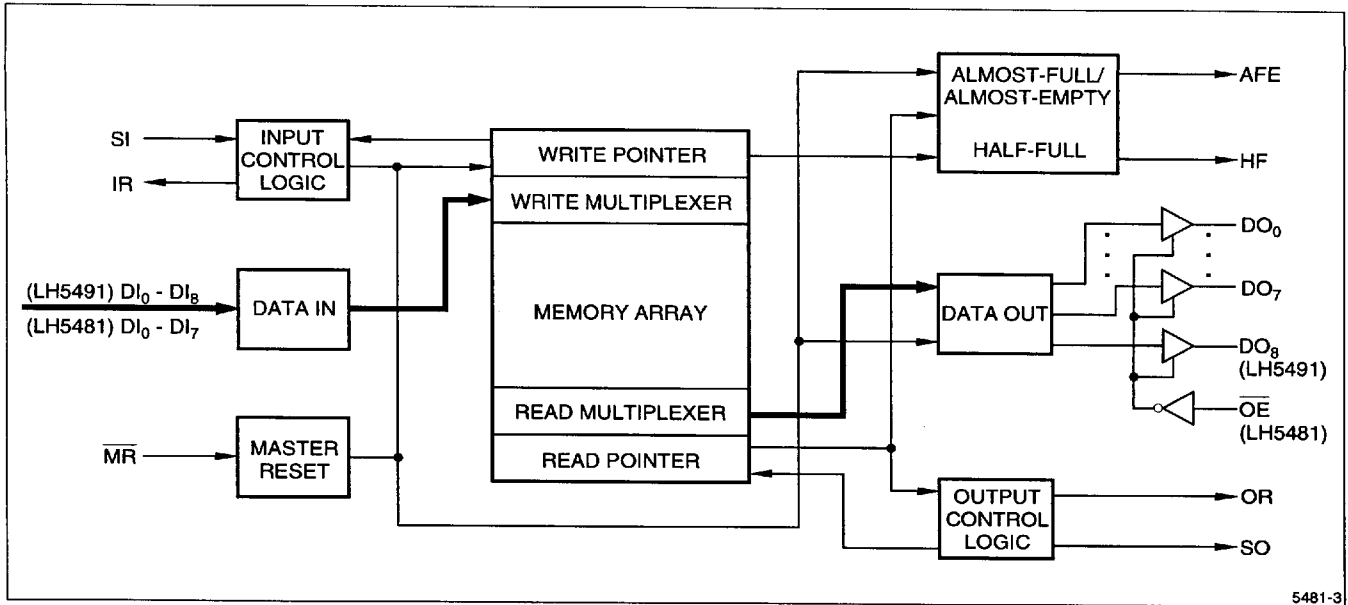 SI
IR
INPUT
CONTROL
LOGIC
(LH5491) DI₀ - DI₈
(LH5481) DI₀ - DI₇
DATA IN
M̅R̅
MASTER
RESET
WRITE POINTER
WRITE MULTIPLEXER
MEMORY ARRAY
READ MULTIPLEXER
READ POINTER
ALMOST-FULL/
ALMOST-EMPTY
HALF-FULL
AFE
HF
DATA OUT
DO₀
DO₇
DO₈
(LH5491)
O̅E̅
(LH5481)
OUTPUT
CONTROL
LOGIC
OR
SO
5481-3